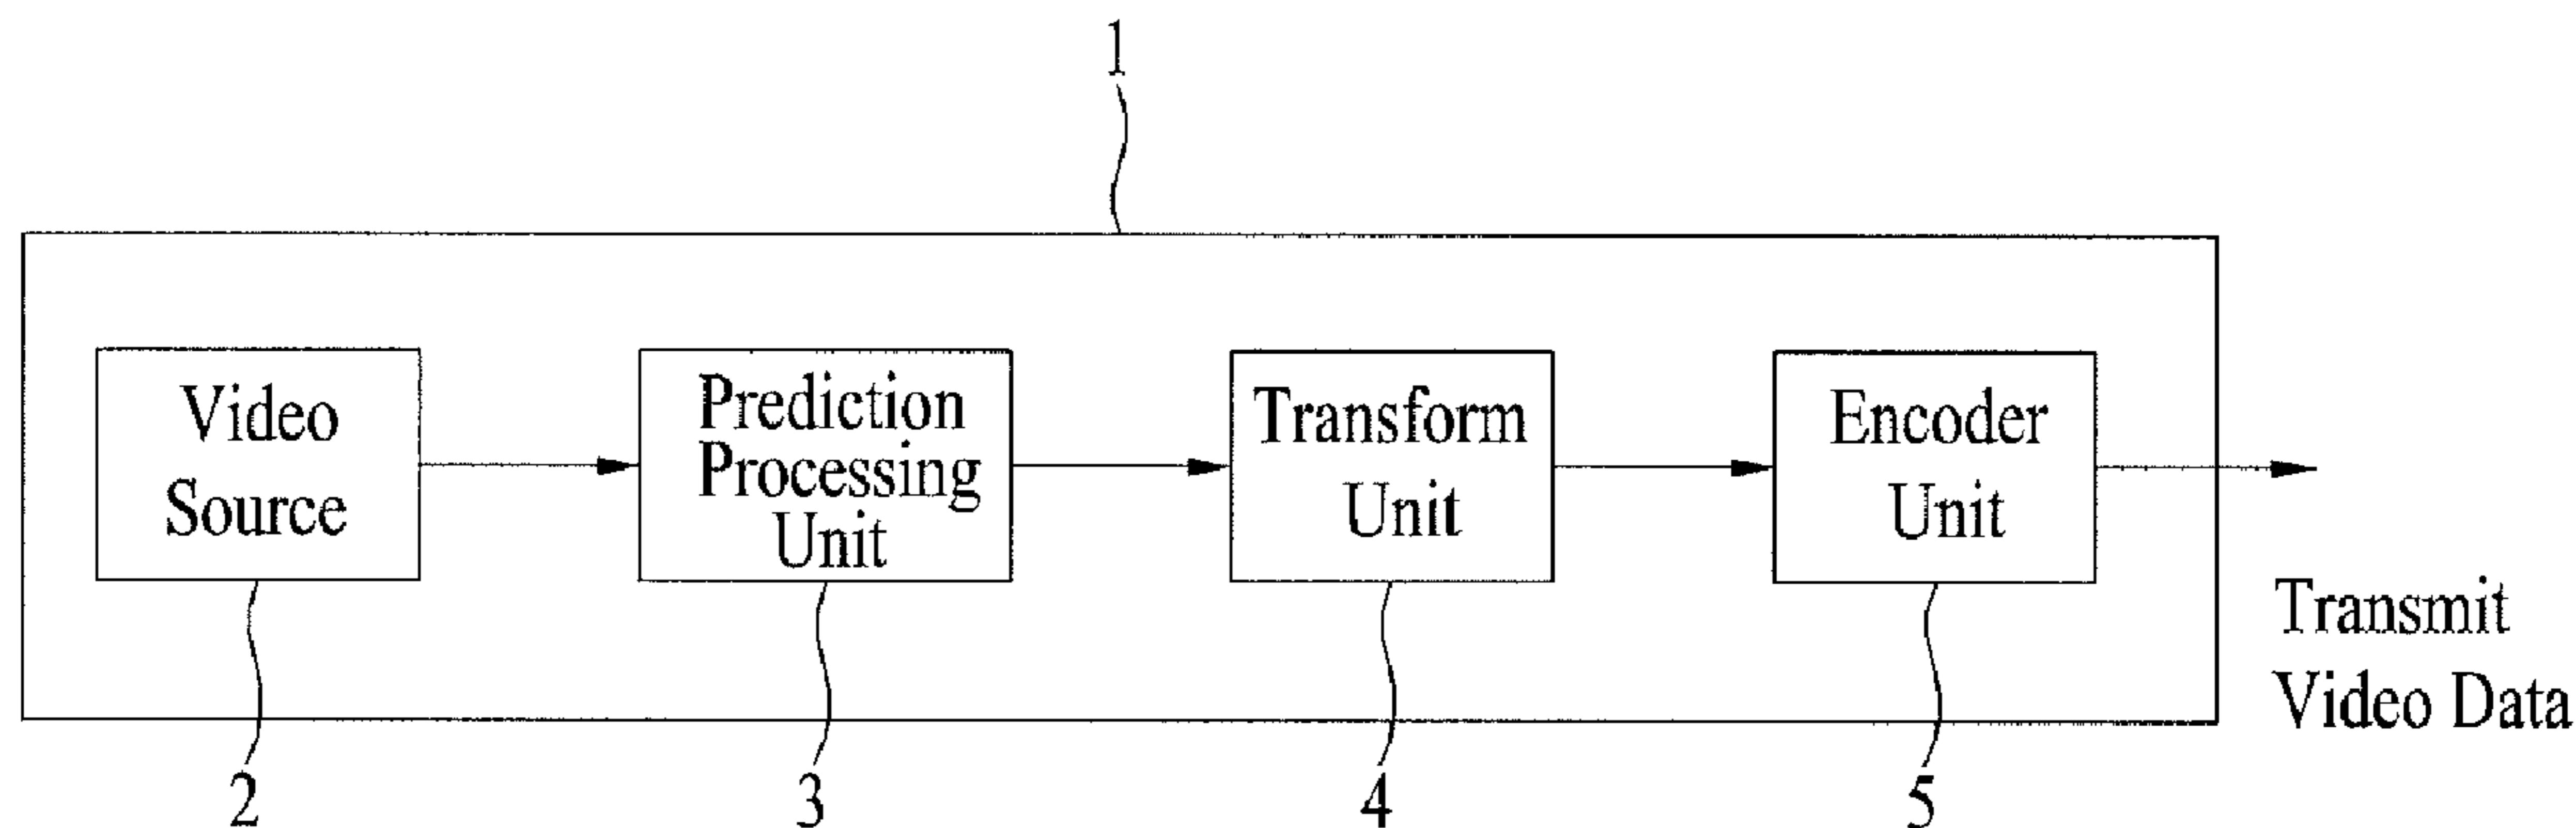 1
Video
Source
Prediction
Processing
Unit
Transform
Unit
Encoder
Unit
Transmit
Video Data
2
3
4
5